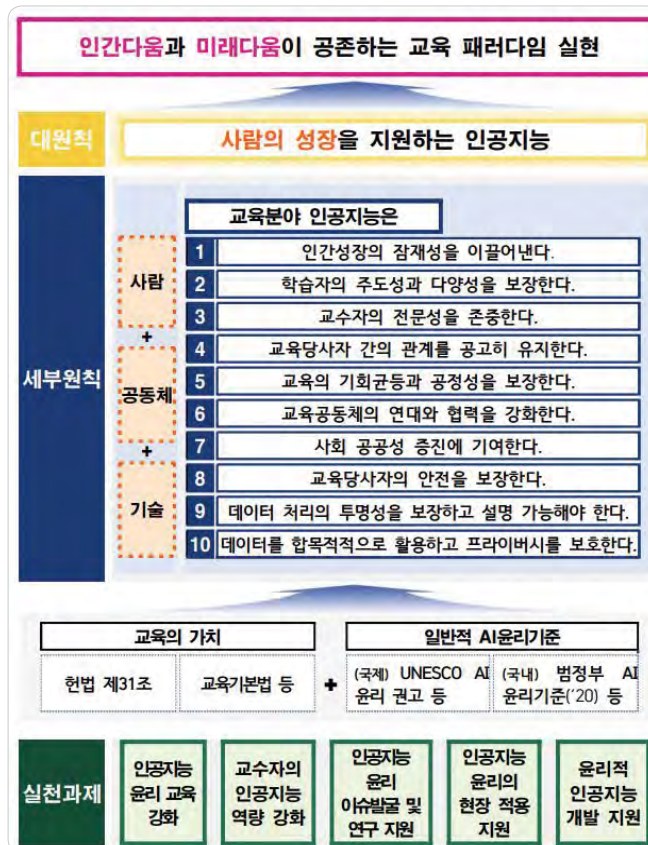 인간다움과 미래다움이 공존하는 교육 패러다임 실현
대원칙
사람의 성장을 지원하는 인공지능
세부원칙
사람
+
공동체
+
기술
교육분야 인공지능은
1 인간성장의 잠재성을 이끌어낸다.
2 학습자의 주도성과 다양성을 보장한다.
3 교수자의 전문성을 존중한다.
4 교육당사자 간의 관계를 공고히 유지한다.
5 교육의 기회균등과 공정성을 보장한다.
6 교육공동체의 연대와 협력을 강화한다.
7 사회 공공성 증진에 기여한다.
8 교육당사자의 안전을 보장한다.
9 데이터 처리의 투명성을 보장하고 설명 가능해야 한다.
10 데이터를 합목적적으로 활용하고 프라이버시를 보호한다.
교육의 가치
헌법 제31조
교육기본법 등
+
일반적 AI윤리기준
(국제) UNESCO AI
윤리 권고 등
(국내) 범정부 AI
윤리기준('20) 등
실천과제
인공지능
윤리 교육
강화
교수자의
인공지능
역량 강화
인공지능
윤리
이슈발굴 및
연구 지원
인공지능
윤리의
현장 적용
지원
윤리적
인공지능
개발 지원